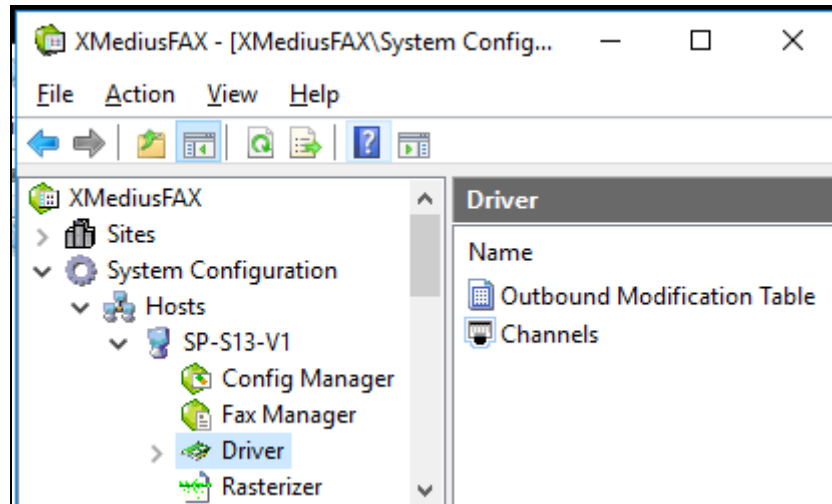 XMediusFAX - [XMediusFAX\System Config...
File Action View Help
XMediusFAX
Sites
System Configuration
Hosts
SP-S13-V1
Config Manager
Fax Manager
Driver
Rasterizer
Driver
Name
Outbound Modification Table
Channels